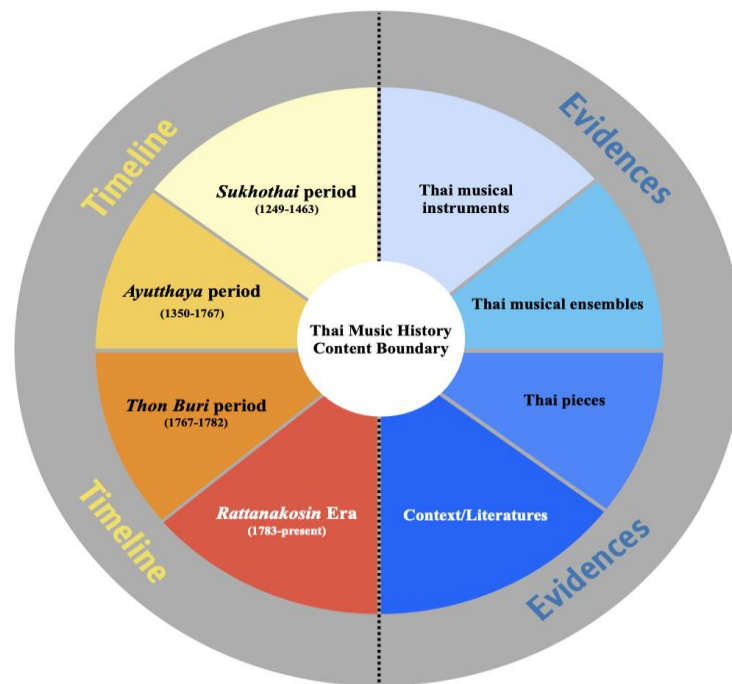 Timeline
Evidences
Sukhothai period
(1249-1463)
Thai musical
instruments
Ayutthaya period
(1350-1767)
Thai musical ensembles
Thai Music History
Content Boundary
Thon Buri period
(1767-1782)
Thai pieces
Rattanakosin Era
(1783-present)
Context/Literatures
Timeline
Evidences